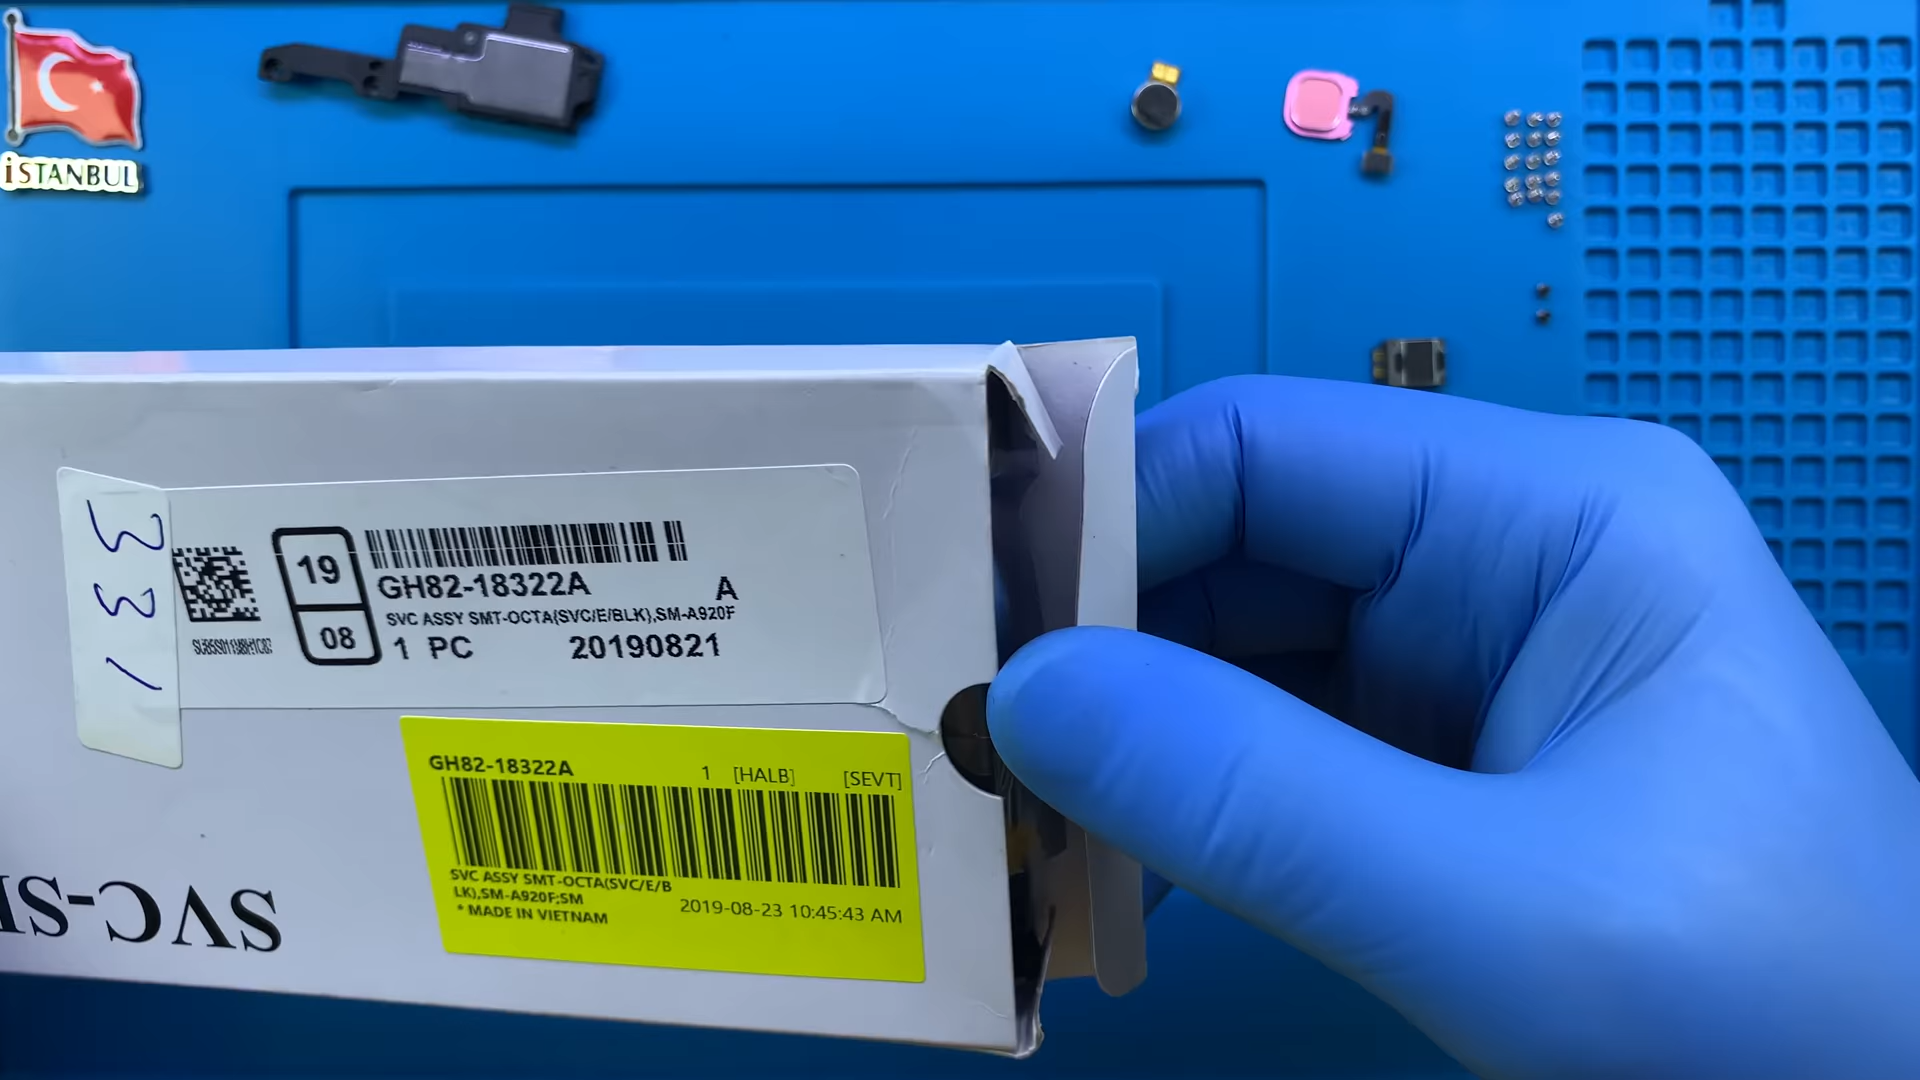 İSTANBUL
331
19
08
GH82-18322A A
SVC ASSY SMT-OCTA(SVC/E/BLK),SM-A920F
1 PC 20190821
GH82-18322A 1 [HALB] [SEVT]
SVC ASSY SMT-OCTA(SVC/E/B
LK),SM-A920F;SM
* MADE IN VIETNAM 2019-08-23 10:45:43 AM
SVC-